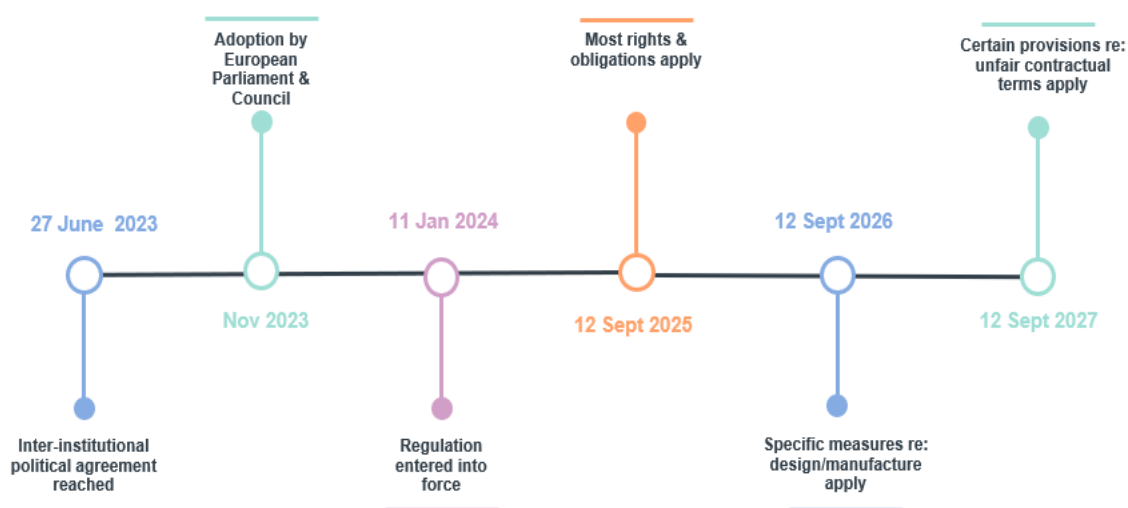 Adoption by
European
Parliament &
Council
Most rights &
obligations apply
Certain provisions re:
unfair contractual
terms apply
27 June 2023
11 Jan 2024
12 Sept 2026
Nov 2023
12 Sept 2025
12 Sept 2027
Inter-institutional
political agreement
reached
Regulation
entered into
force
Specific measures re:
design/manufacture
apply